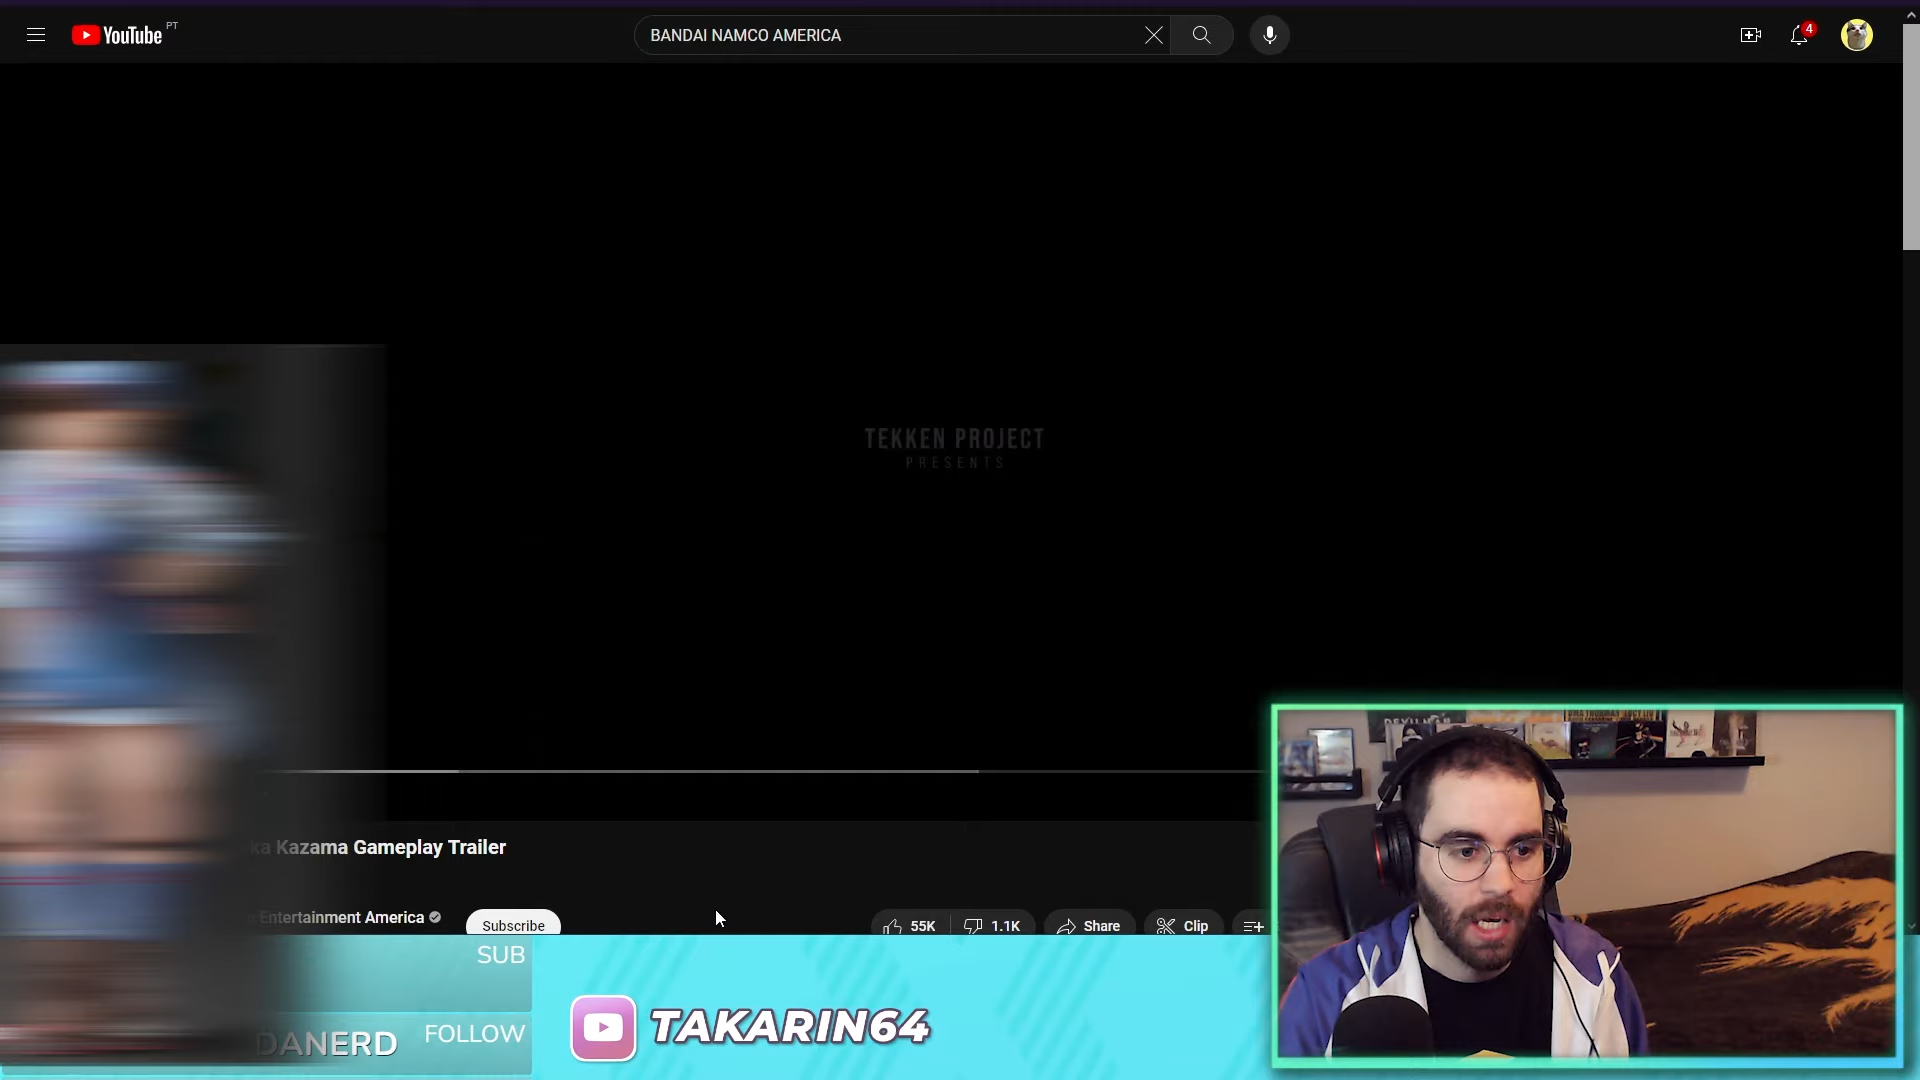 YouTube PT
BANDAI NAMCO AMERICA
4
TEKKEN PROJECT
PRESENTS
Kazama Gameplay Trailer
Entertainment America
Subscribe
55K
1.1K
Share
Clip
SUB
DANERD
FOLLOW
TAKARIN64